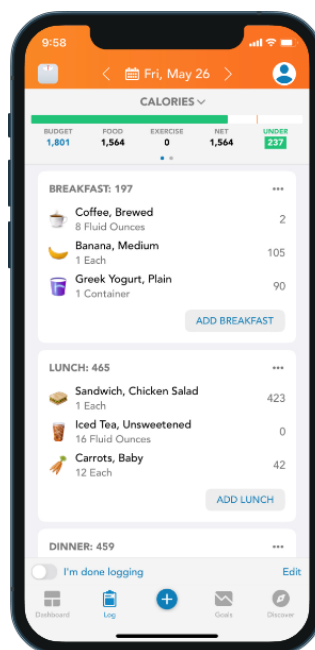 9:58
Fri, May 26
CALORIES
BUDGET FOOD EXERCISE NET UNDER
1,801 1,564 0 1,564 237
BREAKFAST: 197
Coffee, Brewed 2
8 Fluid Ounces
Banana, Medium 105
1 Each
Greek Yogurt, Plain 90
1 Container
ADD BREAKFAST
LUNCH: 465
Sandwich, Chicken Salad 423
1 Each
Iced Tea, Unsweetened 0
16 Fluid Ounces
Carrots, Baby 42
12 Each
ADD LUNCH
DINNER: 459
I'm done logging Edit
Dashboard Log Goals Discover